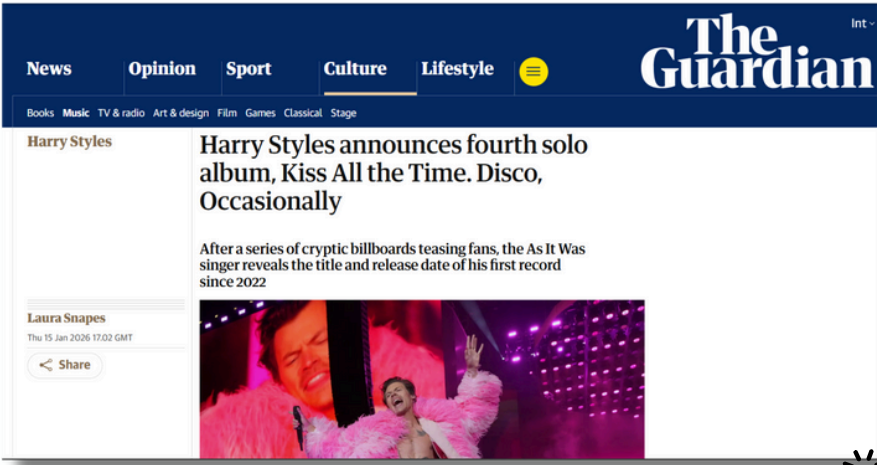 The
Guardian
Int
News Opinion Sport Culture Lifestyle
Books Music TV & radio Art & design Film Games Classical Stage
Harry Styles
Harry Styles announces fourth solo
album, Kiss All the Time. Disco,
Occasionally
After a series of cryptic billboards teasing fans, the As It Was
singer reveals the title and release date of his first record
since 2022
Laura Snapes
Thu 15 Jan 2026 17.02 GMT
Share